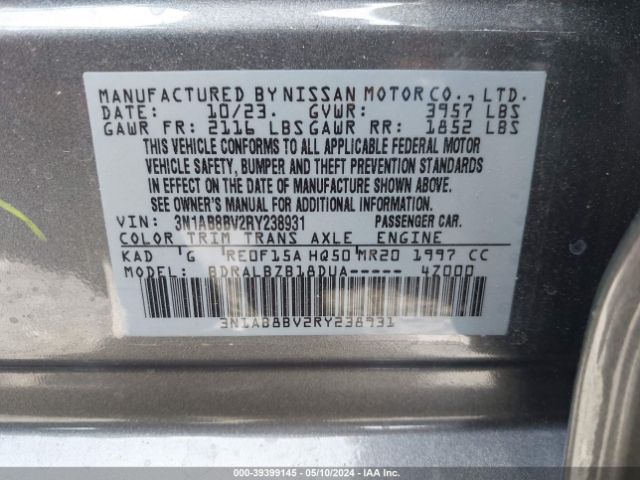 MANUFACTURED BY NISSAN MOTOR CO., LTD.
DATE: 10/23. GVWR: 3957 LBS
GAWR FR: 2116 LBS GAWR RR: 1852 LBS
THIS VEHICLE CONFORMS TO ALL APPLICABLE FEDERAL MOTOR
VEHICLE SAFETY, BUMPER AND THEFT PREVENTION STANDARDS
IN EFFECT ON THE DATE OF MANUFACTURE SHOWN ABOVE.
SEE OWNER'S MANUAL FOR ADDITIONAL INFORMATION.
VIN: 3N1AB8BV2RY238931 PASSENGER CAR.
COLOR TRIM TRANS AXLE ENGINE
KAD G RE0F15A HQ50 MR20 1997 CC
MODEL: BDRALBZB18DUA----- 47000
3N1AB8BV2RY238931
000-39399145 - 05/10/2024 - IAA Inc.